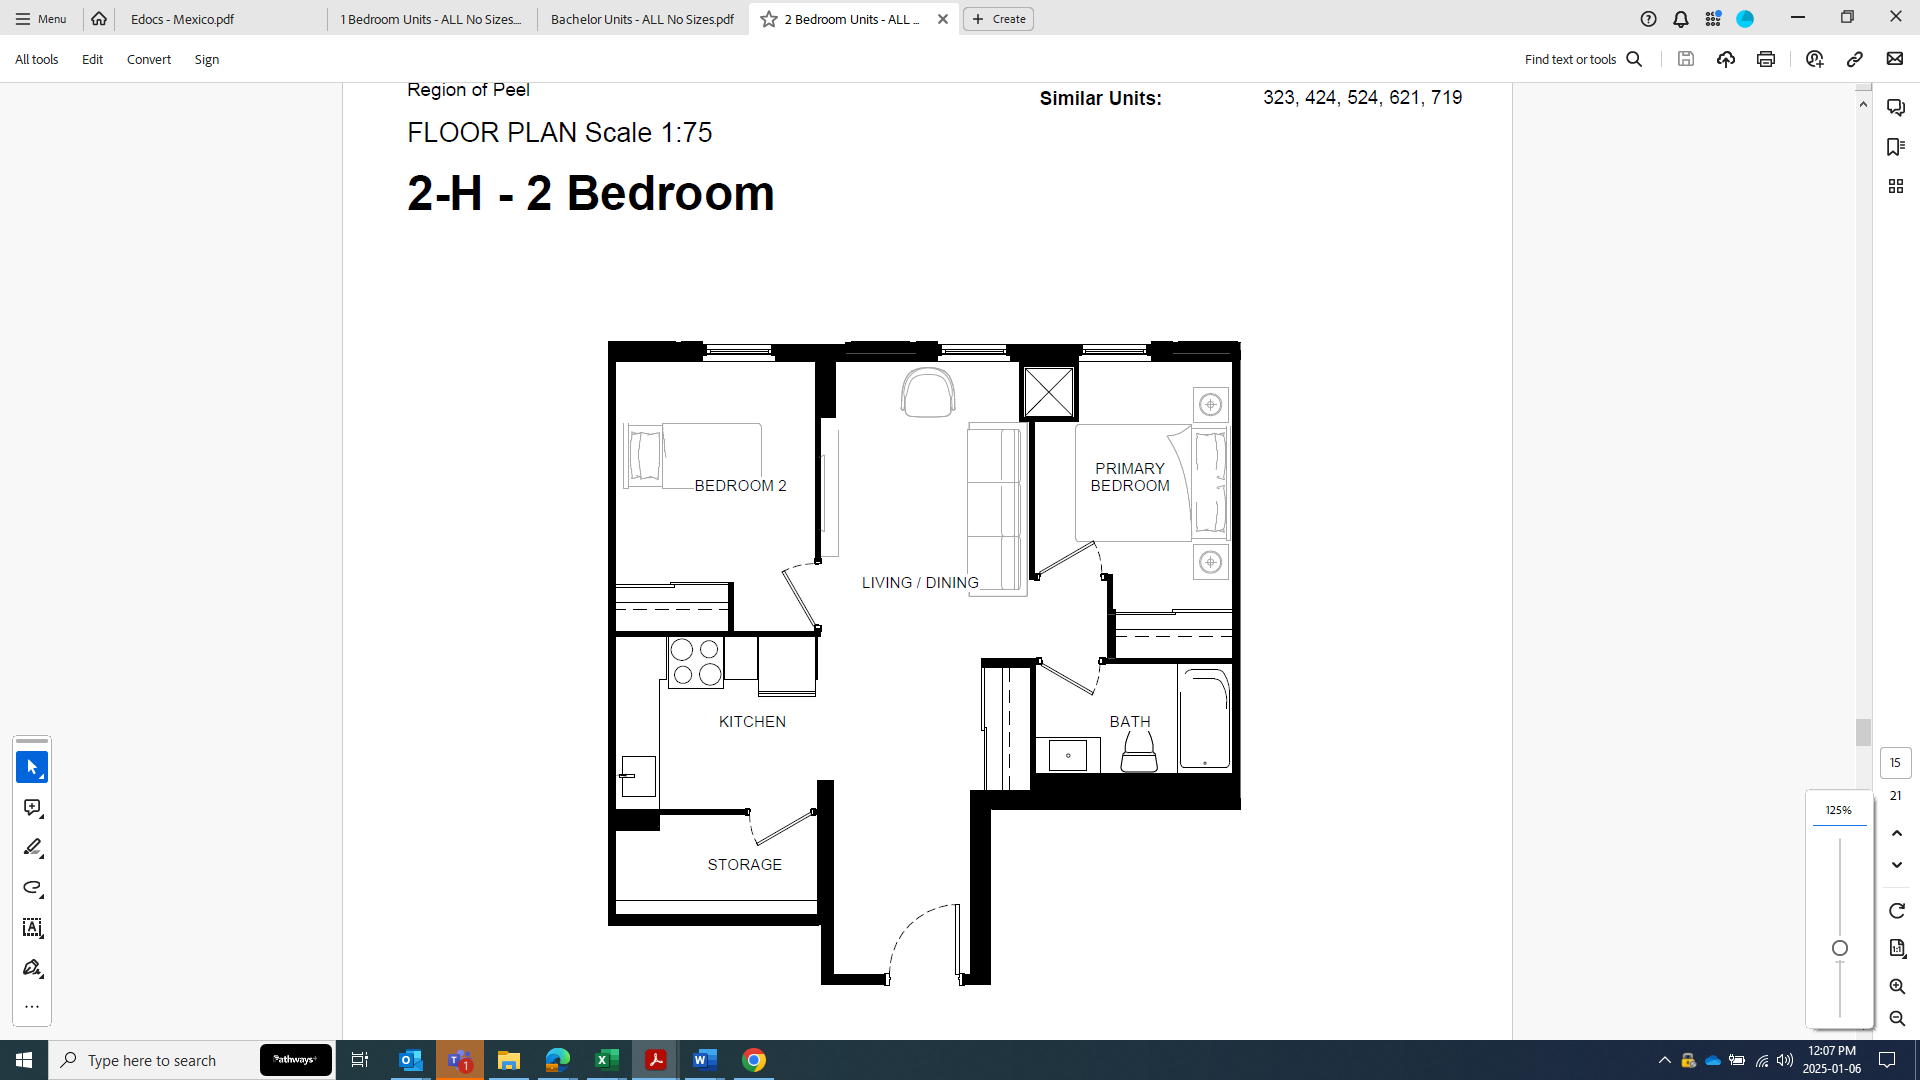 Menu
Edocs - Mexico.pdf
1 Bedroom Units - ALL No Sizes....
Bachelor Units - ALL No Sizes.pdf
2 Bedroom Units - ALL ...
Create
All tools
Edit
Convert
Sign
Find text or tools
Region of Peel
Similar Units:
323, 424, 524, 621, 719
FLOOR PLAN Scale 1:75
2-H - 2 Bedroom
PRIMARY
BEDROOM
BEDROOM 2
LIVING / DINING
KITCHEN
BATH
STORAGE
15
21
125%
Type here to search
Pathways+
1
12:07 PM
2025-01-06